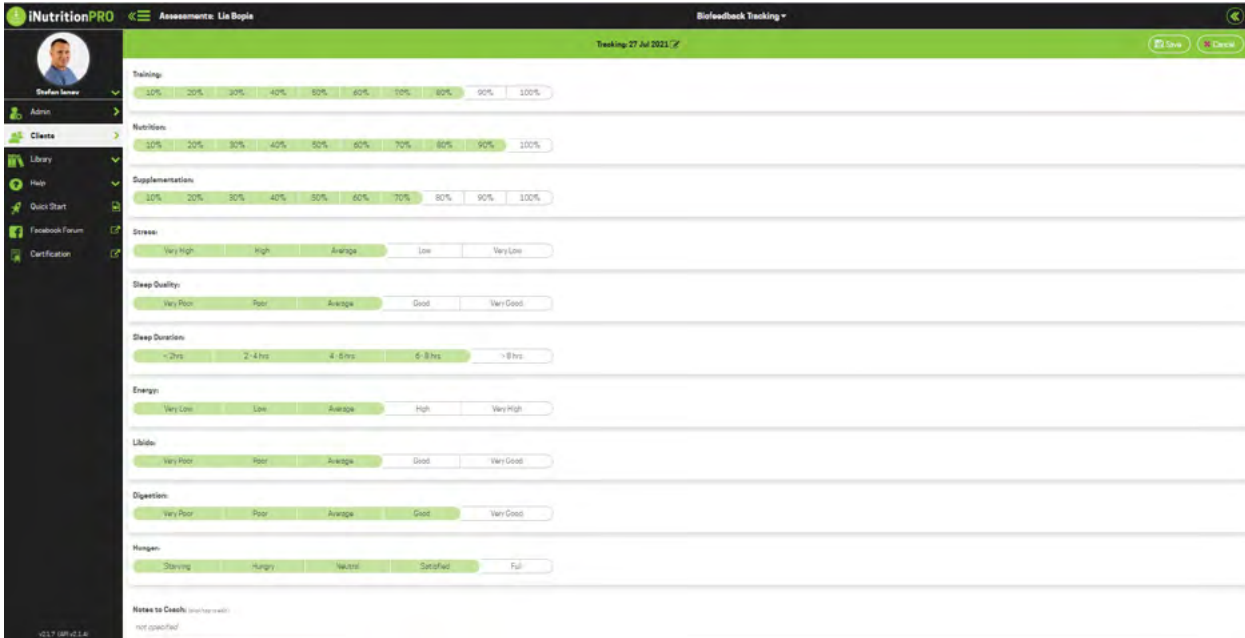 iNutritionPRO
Assessments: Lia Bopia
Biofeedback Tracking
Tracking: 27 Jul 2021
Save
Cancel
Stefan Ianev
Admin
Clients
Library
Help
Quick Start
Facebook Forum
Certification
Training:
10% 20% 30% 40% 50% 60% 70% 80% 90% 100%
Nutrition:
10% 20% 30% 40% 50% 60% 70% 80% 90% 100%
Supplementation:
10% 20% 30% 40% 50% 60% 70% 80% 90% 100%
Stress:
Very High High Average Low Very Low
Sleep Quality:
Very Poor Poor Average Good Very Good
Sleep Duration:
< 2hrs 2-4 hrs 4-6 hrs 6-8 hrs > 8 hrs
Energy:
Very Low Low Average High Very High
Libido:
Very Poor Poor Average Good Very Good
Digestion:
Very Poor Poor Average Good Very Good
Hunger:
Starving Hungry Neutral Satisfied Full
Notes to Coach:
not specified